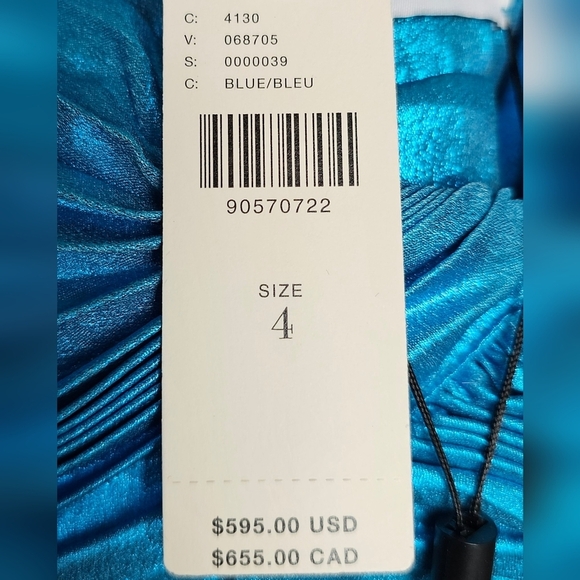 C: 4130
V: 068705
S: 0000039
C: BLUE/BLEU
90570722
SIZE
4
$595.00 USD
$655.00 CAD